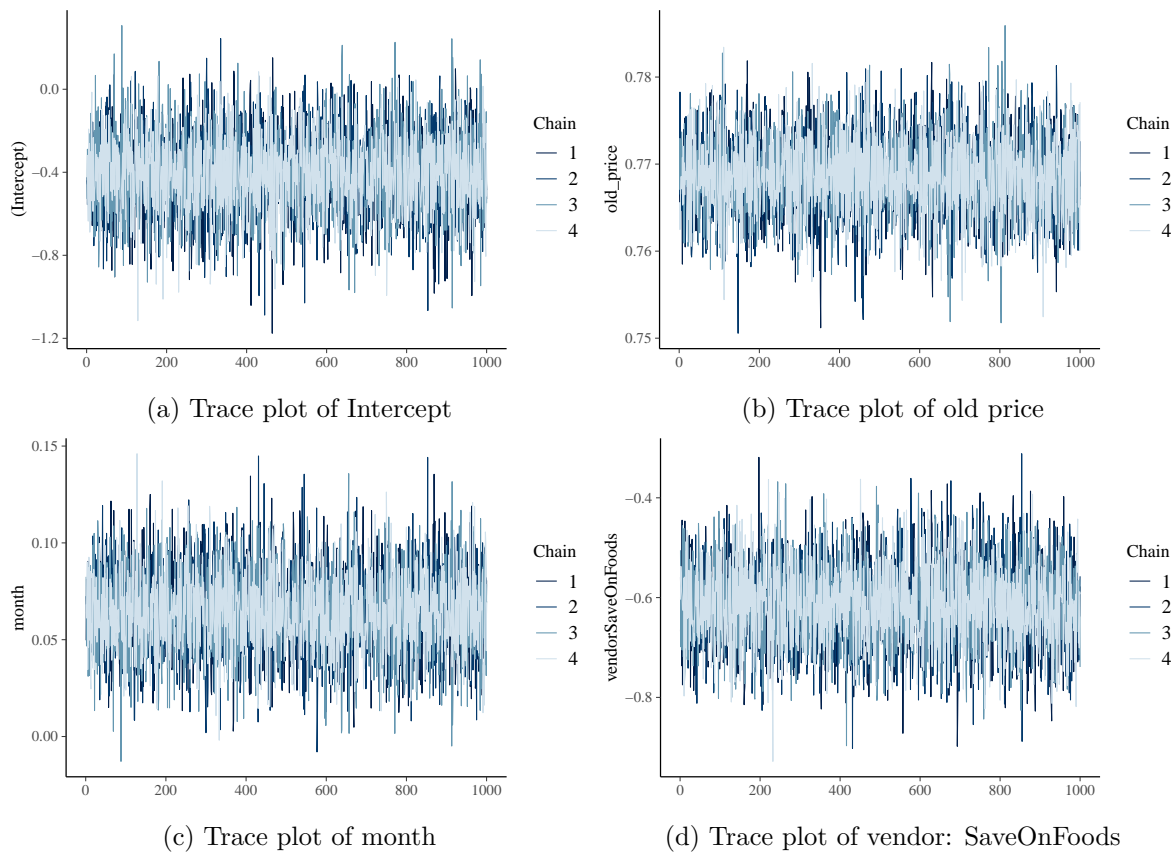 0.0
−0.4
−0.8
−1.2
(Intercept)
0 200 400 600 800 1000
Chain
1
2
3
4
(a) Trace plot of Intercept
0.78
0.77
0.76
0.75
old_price
0 200 400 600 800 1000
Chain
1
2
3
4
(b) Trace plot of old price
0.15
0.10
0.05
0.00
month
0 200 400 600 800 1000
Chain
1
2
3
4
(c) Trace plot of month
−0.4
−0.6
−0.8
vendorSaveOnFoods
0 200 400 600 800 1000
Chain
1
2
3
4
(d) Trace plot of vendor: SaveOnFoods